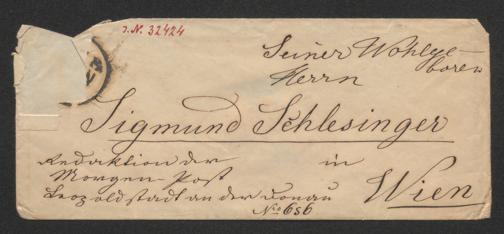 J. N. 32424
Seiner Wohlge-
boren
Herrn
Sigmund Schlesinger
Redaktion der in
Morgen-Post
Leopoldstadt an der Donau Wien
No 656